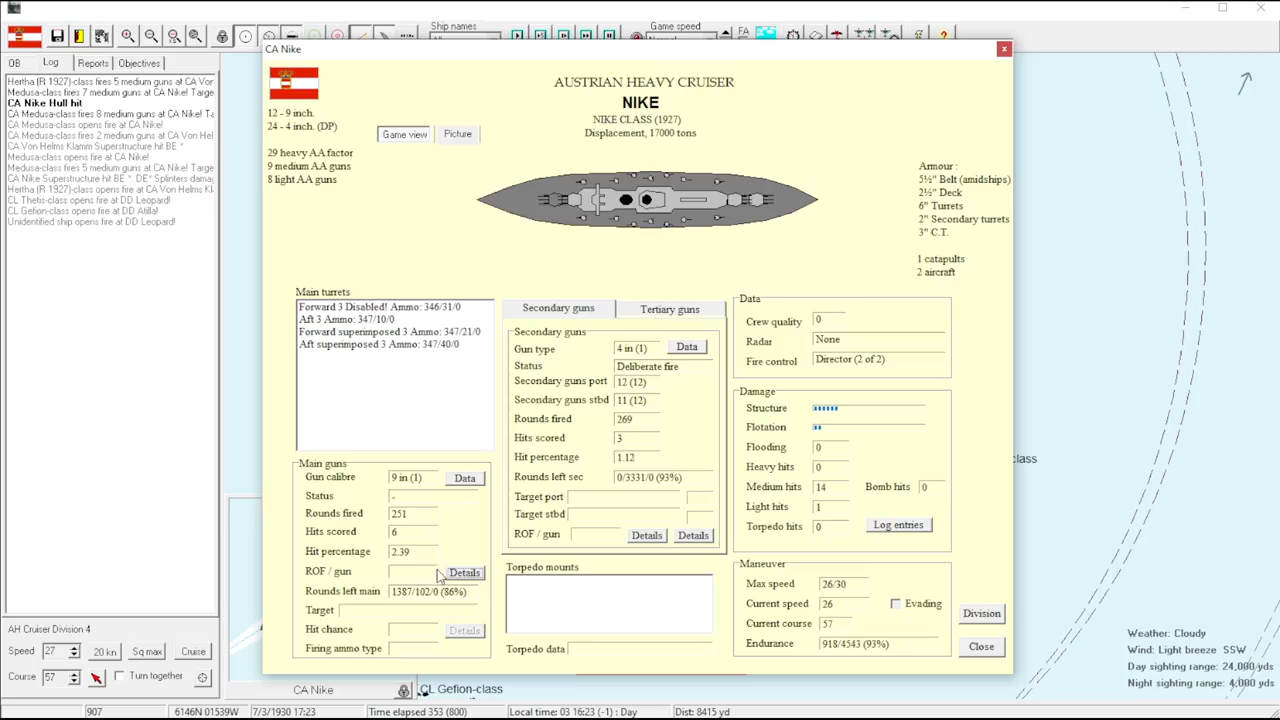 Ship names
Game speed
FA
OB
Log
Reports
Objectives
Hertha (R 1927)-class fires 5 medium guns at CA Von
Medusa-class fires 7 medium guns at CA Nike! Target
CA Nike Hull hit
CA Medusa-class fires 8 medium guns at CA Nike! Ta
CA Medusa-class opens fire at CA Nike!
CA Medusa-class fires 2 medium guns at CA Von Hel
CA Von Helms Klamm Superstructure hit BE *
Medusa-class opens fire at CA Nike!
Medusa-class fires 5 medium guns at CA Nike! Targe
CA Nike Superstructure hit BE *. DE* Splinters damag
Hertha (R 1927)-class opens fire at CA Von Helms Kl
CL Thetis-class opens fire at CA Nike!
CL Gefion-class opens fire at DD Atilla!
Unidentified ship opens fire at DD Leopard!
AH Cruiser Division 4
Speed 27 20 kn Sq max Cruise
Course 57 Turn together
CA Nike
AUSTRIAN HEAVY CRUISER
NIKE
NIKE CLASS (1927)
Displacement, 17000 tons
12 - 9 inch.
24 - 4 inch. (DP)
Game view
Picture
29 heavy AA factor
9 medium AA guns
8 light AA guns
Armour :
5½" Belt (amidships)
2½" Deck
6" Turrets
2" Secondary turrets
3" C.T.
1 catapults
2 aircraft
Main turrets
Forward 3 Disabled! Ammo: 346/31/0
Aft 3 Ammo: 347/10/0
Forward superimposed 3 Ammo: 347/21/0
Aft superimposed 3 Ammo: 347/40/0
Main guns
Gun calibre 9 in (1) Data
Status -
Rounds fired 251
Hits scored 6
Hit percentage 2.39
ROF / gun Details
Rounds left main 1387/102/0 (86%)
Target
Hit chance Details
Firing ammo type
Secondary guns
Tertiary guns
Secondary guns
Gun type 4 in (1) Data
Status Deliberate fire
Secondary guns port 12 (12)
Secondary guns stbd 11 (12)
Rounds fired 269
Hits scored 3
Hit percentage 1.12
Rounds left sec 0/3331/0 (93%)
Target port
Target stbd
ROF / gun Details Details
Torpedo mounts
Torpedo data
Data
Crew quality 0
Radar None
Fire control Director (2 of 2)
Damage
Structure
Flotation
Flooding 0
Heavy hits 0
Medium hits 14 Bomb hits 0
Light hits 1
Torpedo hits 0
Log entries
Maneuver
Max speed 26/30
Current speed 26 Evading
Current course 57
Endurance 918/4543 (93%)
Division
Close
class
Weather: Cloudy
Wind: Light breeze SSW
Day sighting range: 24,000 yds
Night sighting range: 4,000 yds
CA Nike
CL Gefion-class
907
6146N 01539W
7/3/1930 17:23
Time elapsed 353 (800)
Local time: 03 16:23 (-1) : Day
Dist: 8415 yd